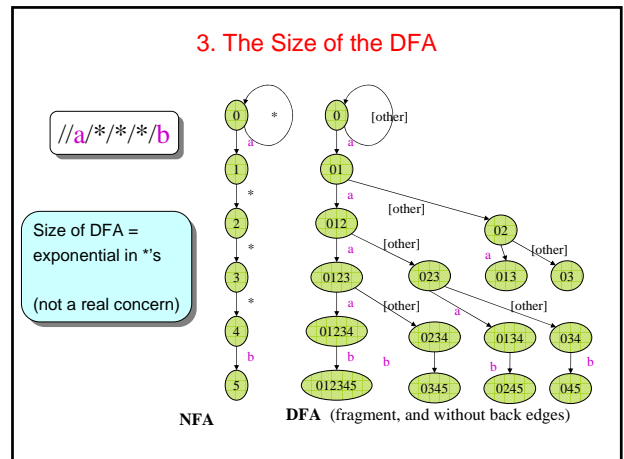 3. The Size of the DFA
//a/*/*/*/b
Size of DFA =
exponential in *'s
(not a real concern)
0
*
a
1
*
2
*
3
*
4
b
5
NFA
0
[other]
a
01
a
[other]
012
02
a
[other]
a
[other]
0123
023
013
03
a
[other]
a
[other]
01234
0234
0134
034
b
b
b
b
012345
0345
0245
045
DFA (fragment, and without back edges)